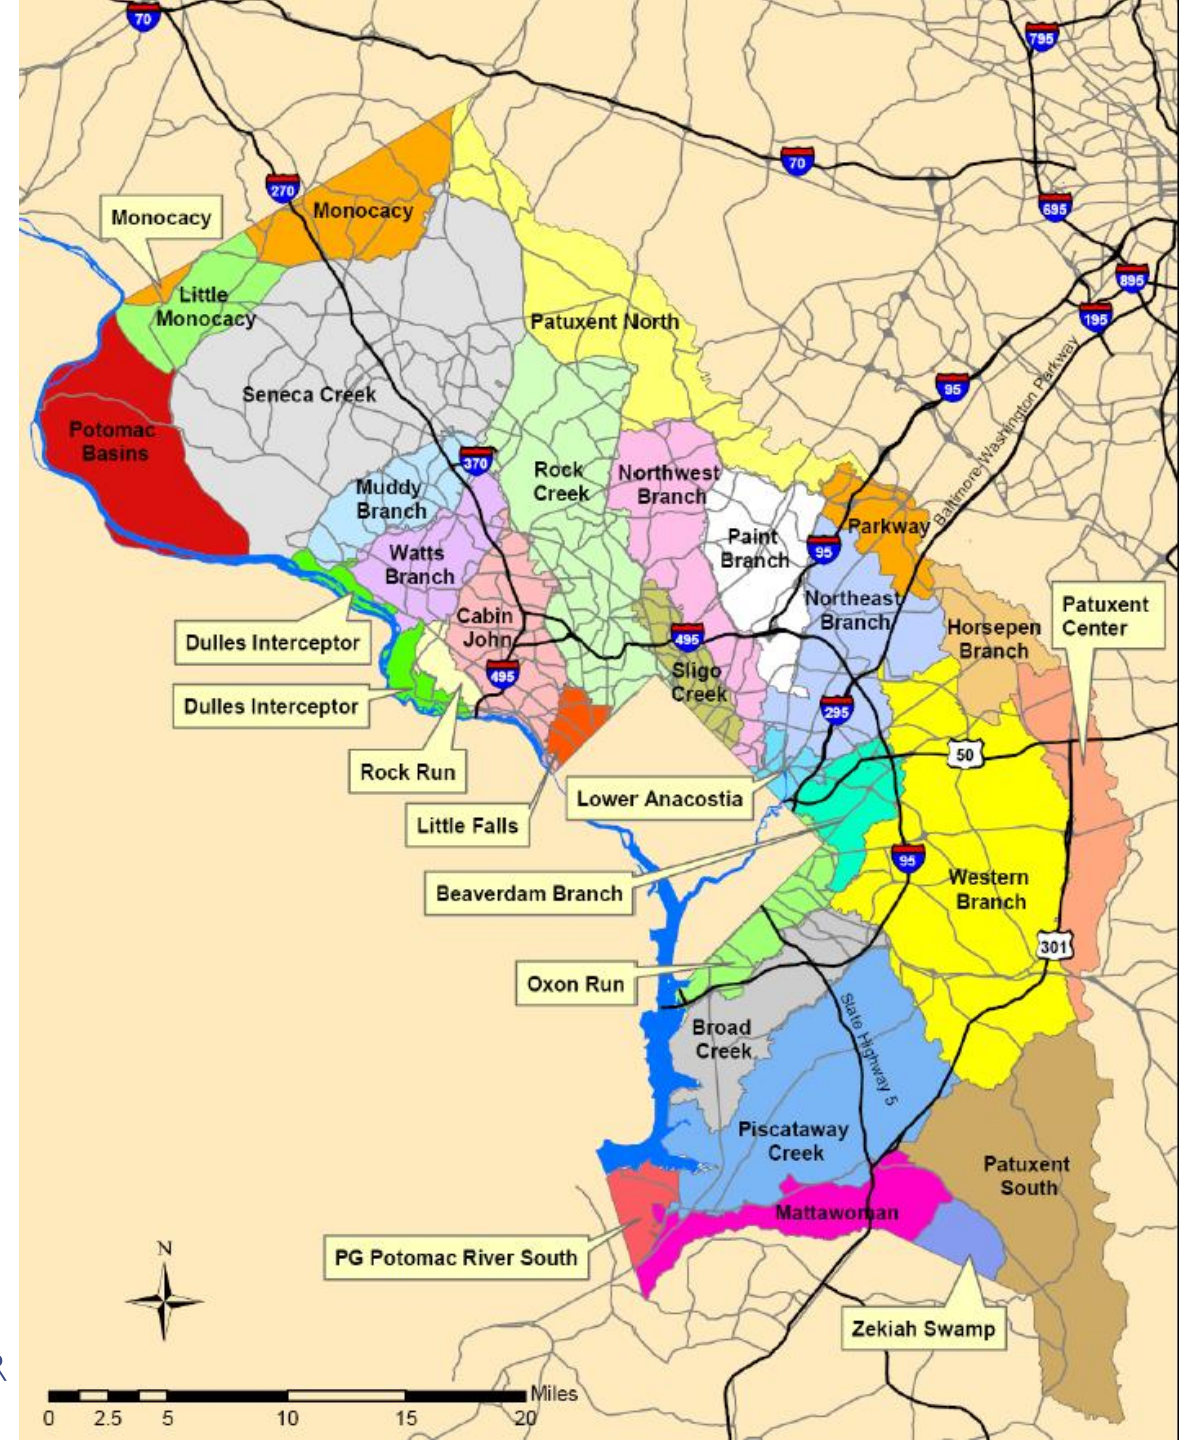 70
795
70
270
695
Monocacy
Monocacy
895
Little
Monocacy
195
Patuxent North
Seneca Creek
95
Baltimore-Washington Parkway
Potomac
Basins
370
Rock
Creek
Northwest
Branch
Muddy
Branch
Parkway
Paint
Branch
95
Watts
Branch
Northeast
Branch
Patuxent
Center
Cabin
John
Horsepen
Branch
Dulles Interceptor
495
495
Sligo
Creek
Dulles Interceptor
295
50
Rock Run
Lower Anacostia
Little Falls
95
Beaverdam Branch
Western
Branch
301
Oxon Run
State Highway 5
Broad
Creek
Piscataway
Creek
Patuxent
South
Mattawoman
N
PG Potomac River South
Zekiah Swamp
R
Miles
0 2.5 5 10 15 20